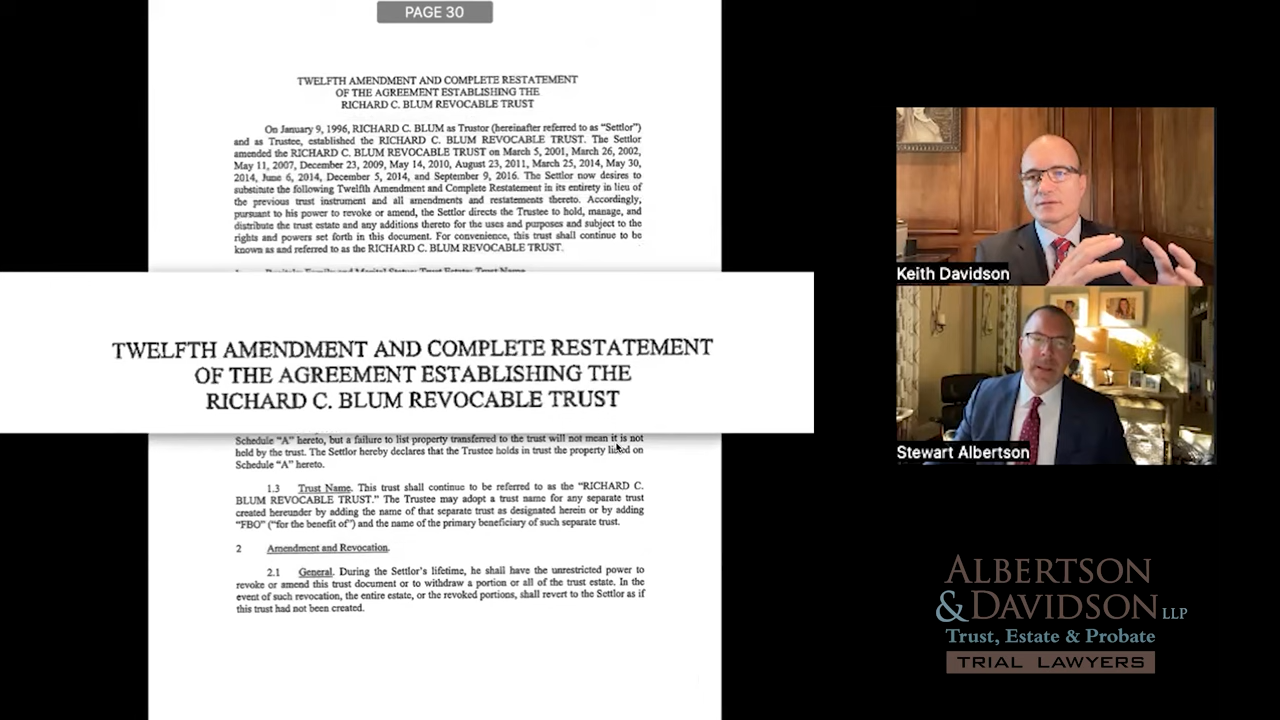 PAGE 30
TWELFTH AMENDMENT AND COMPLETE RESTATEMENT
OF THE AGREEMENT ESTABLISHING THE
RICHARD C. BLUM REVOCABLE TRUST
On January 9, 1996, RICHARD C. BLUM as Trustor (hereinafter referred to as "Settlor")
and as Trustee, established the RICHARD C. BLUM REVOCABLE TRUST. The Settlor
amended the RICHARD C. BLUM REVOCABLE TRUST on March 5, 2001, March 26, 2002,
May 11, 2007, December 23, 2009, May 14, 2010, August 23, 2011, March 25, 2014, May 30,
2014, June 6, 2014, December 5, 2014, and September 9, 2016. The Settlor now desires to
substitute the following Twelfth Amendment and Complete Restatement in its entirety in lieu of
the previous trust instrument and all amendments and restatements thereto. Accordingly,
pursuant to his power to revoke or amend, the Settlor directs the Trustee to hold, manage, and
distribute the trust estate and any additions thereto for the uses and purposes and subject to the
rights and powers set forth in this document. For convenience, this trust shall continue to be
known as and referred to as the RICHARD C. BLUM REVOCABLE TRUST.
Family and Marital Status; Trust Estate; Trust Name
TWELFTH AMENDMENT AND COMPLETE RESTATEMENT
OF THE AGREEMENT ESTABLISHING THE
RICHARD C. BLUM REVOCABLE TRUST
Schedule "A" hereto, but a failure to list property transferred to the trust will not mean it is not
held by the trust. The Settlor hereby declares that the Trustee holds in trust the property listed on
Schedule "A" hereto.
1.3 Trust Name. This trust shall continue to be referred to as the "RICHARD C.
BLUM REVOCABLE TRUST." The Trustee may adopt a trust name for any separate trust
created hereunder by adding the name of that separate trust as designated herein or by adding
"FBO" ("for the benefit of") and the name of the primary beneficiary of such separate trust.
2 Amendment and Revocation.
2.1 General. During the Settlor's lifetime, he shall have the unrestricted power to
revoke or amend this trust document or to withdraw a portion or all of the trust estate. In the
event of such revocation, the entire estate, or the revoked portions, shall revert to the Settlor as if
this trust had not been created.
Keith Davidson
Stewart Albertson
ALBERTSON
& DAVIDSON LLP
Trust, Estate & Probate
TRIAL LAWYERS